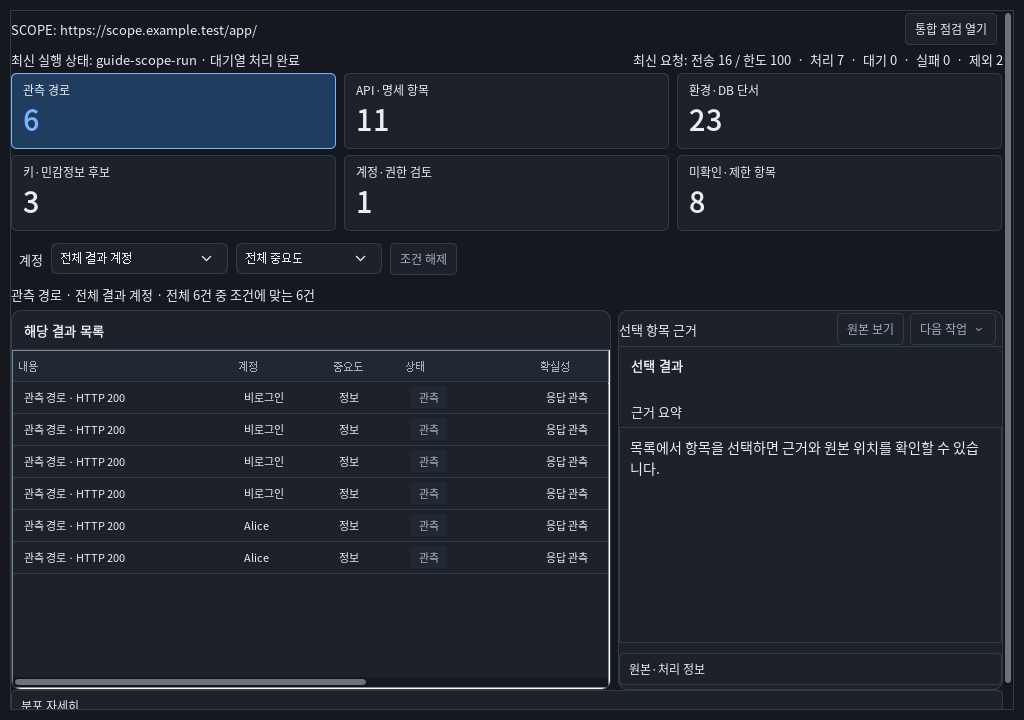 SCOPE: https://scope.example.test/app/
통합 점검 열기
최신 실행 상태: guide-scope-run · 대기열 처리 완료
최신 요청: 전송 16 / 한도 100 · 처리 7 · 대기 0 · 실패 0 · 제외 2
관측 경로
6
API·명세 항목
11
환경·DB 단서
23
키·민감정보 후보
3
계정·권한 검토
1
미확인·제한 항목
8
계정
전체 결과 계정
전체 중요도
조건 해제
관측 경로 · 전체 결과 계정 · 전체 6건 중 조건에 맞는 6건
해당 결과 목록
내용 계정 중요도 상태 확실성
관측 경로 · HTTP 200 비로그인 정보 관측 응답 관측
관측 경로 · HTTP 200 비로그인 정보 관측 응답 관측
관측 경로 · HTTP 200 비로그인 정보 관측 응답 관측
관측 경로 · HTTP 200 비로그인 정보 관측 응답 관측
관측 경로 · HTTP 200 Alice 정보 관측 응답 관측
관측 경로 · HTTP 200 Alice 정보 관측 응답 관측
선택 항목 근거
원본 보기
다음 작업
선택 결과
근거 요약
목록에서 항목을 선택하면 근거와 원본 위치를 확인할 수 있습
니다.
원본·처리 정보
분포 자세히